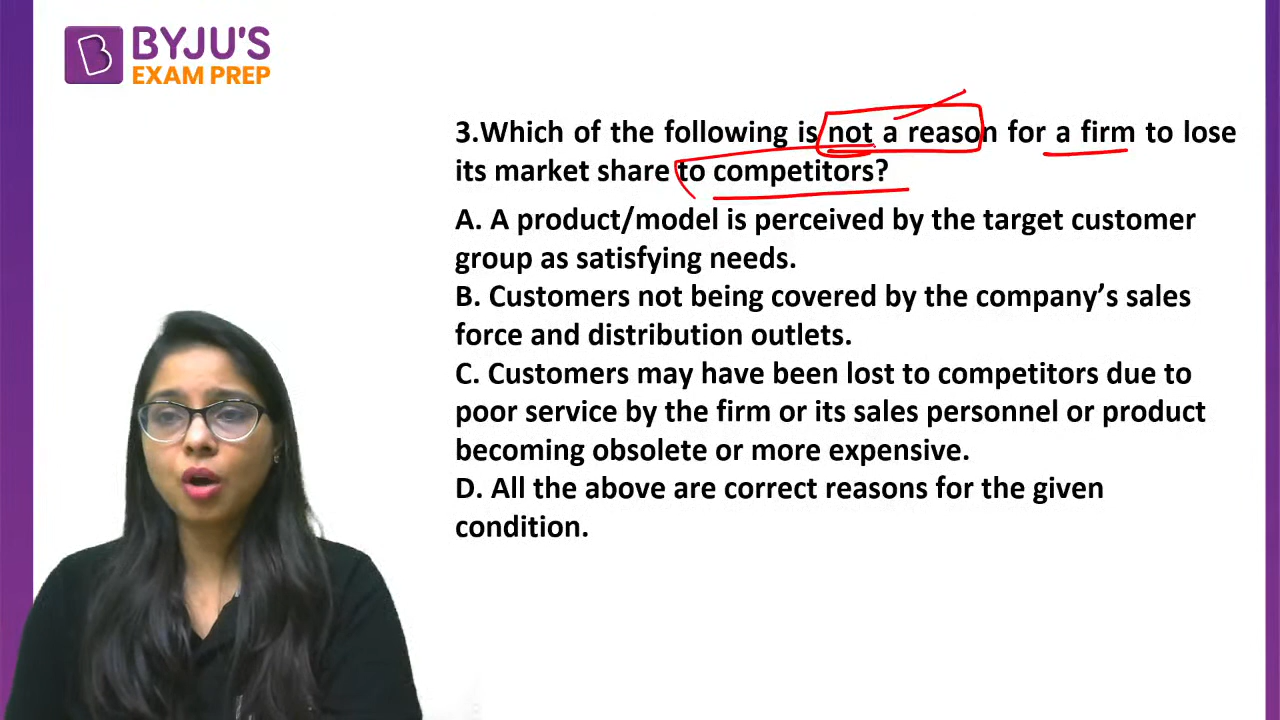 BYJU'S
EXAM PREP
3.Which of the following is not a reason for a firm to lose
its market share to competitors?
A. A product/model is perceived by the target customer
group as satisfying needs.
B. Customers not being covered by the company’s sales
force and distribution outlets.
C. Customers may have been lost to competitors due to
poor service by the firm or its sales personnel or product
becoming obsolete or more expensive.
D. All the above are correct reasons for the given
condition.